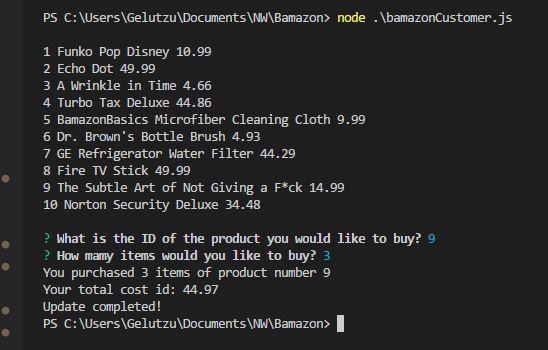 PS C:\Users\Gelutzu\Documents\NW\Bamazon> node .\bamazonCustomer.js
1 Funko Pop Disney 10.99
2 Echo Dot 49.99
3 A Wrinkle in Time 4.66
4 Turbo Tax Deluxe 44.86
5 BamazonBasics Microfiber Cleaning Cloth 9.99
6 Dr. Brown's Bottle Brush 4.93
7 GE Refrigerator Water Filter 44.29
8 Fire TV Stick 49.99
9 The Subtle Art of Not Giving a F*ck 14.99
10 Norton Security Deluxe 34.48
? What is the ID of the product you would like to buy? 9
? How mamy items would you like to buy? 3
You purchased 3 items of product number 9
Your total cost id: 44.97
Update completed!
PS C:\Users\Gelutzu\Documents\NW\Bamazon>